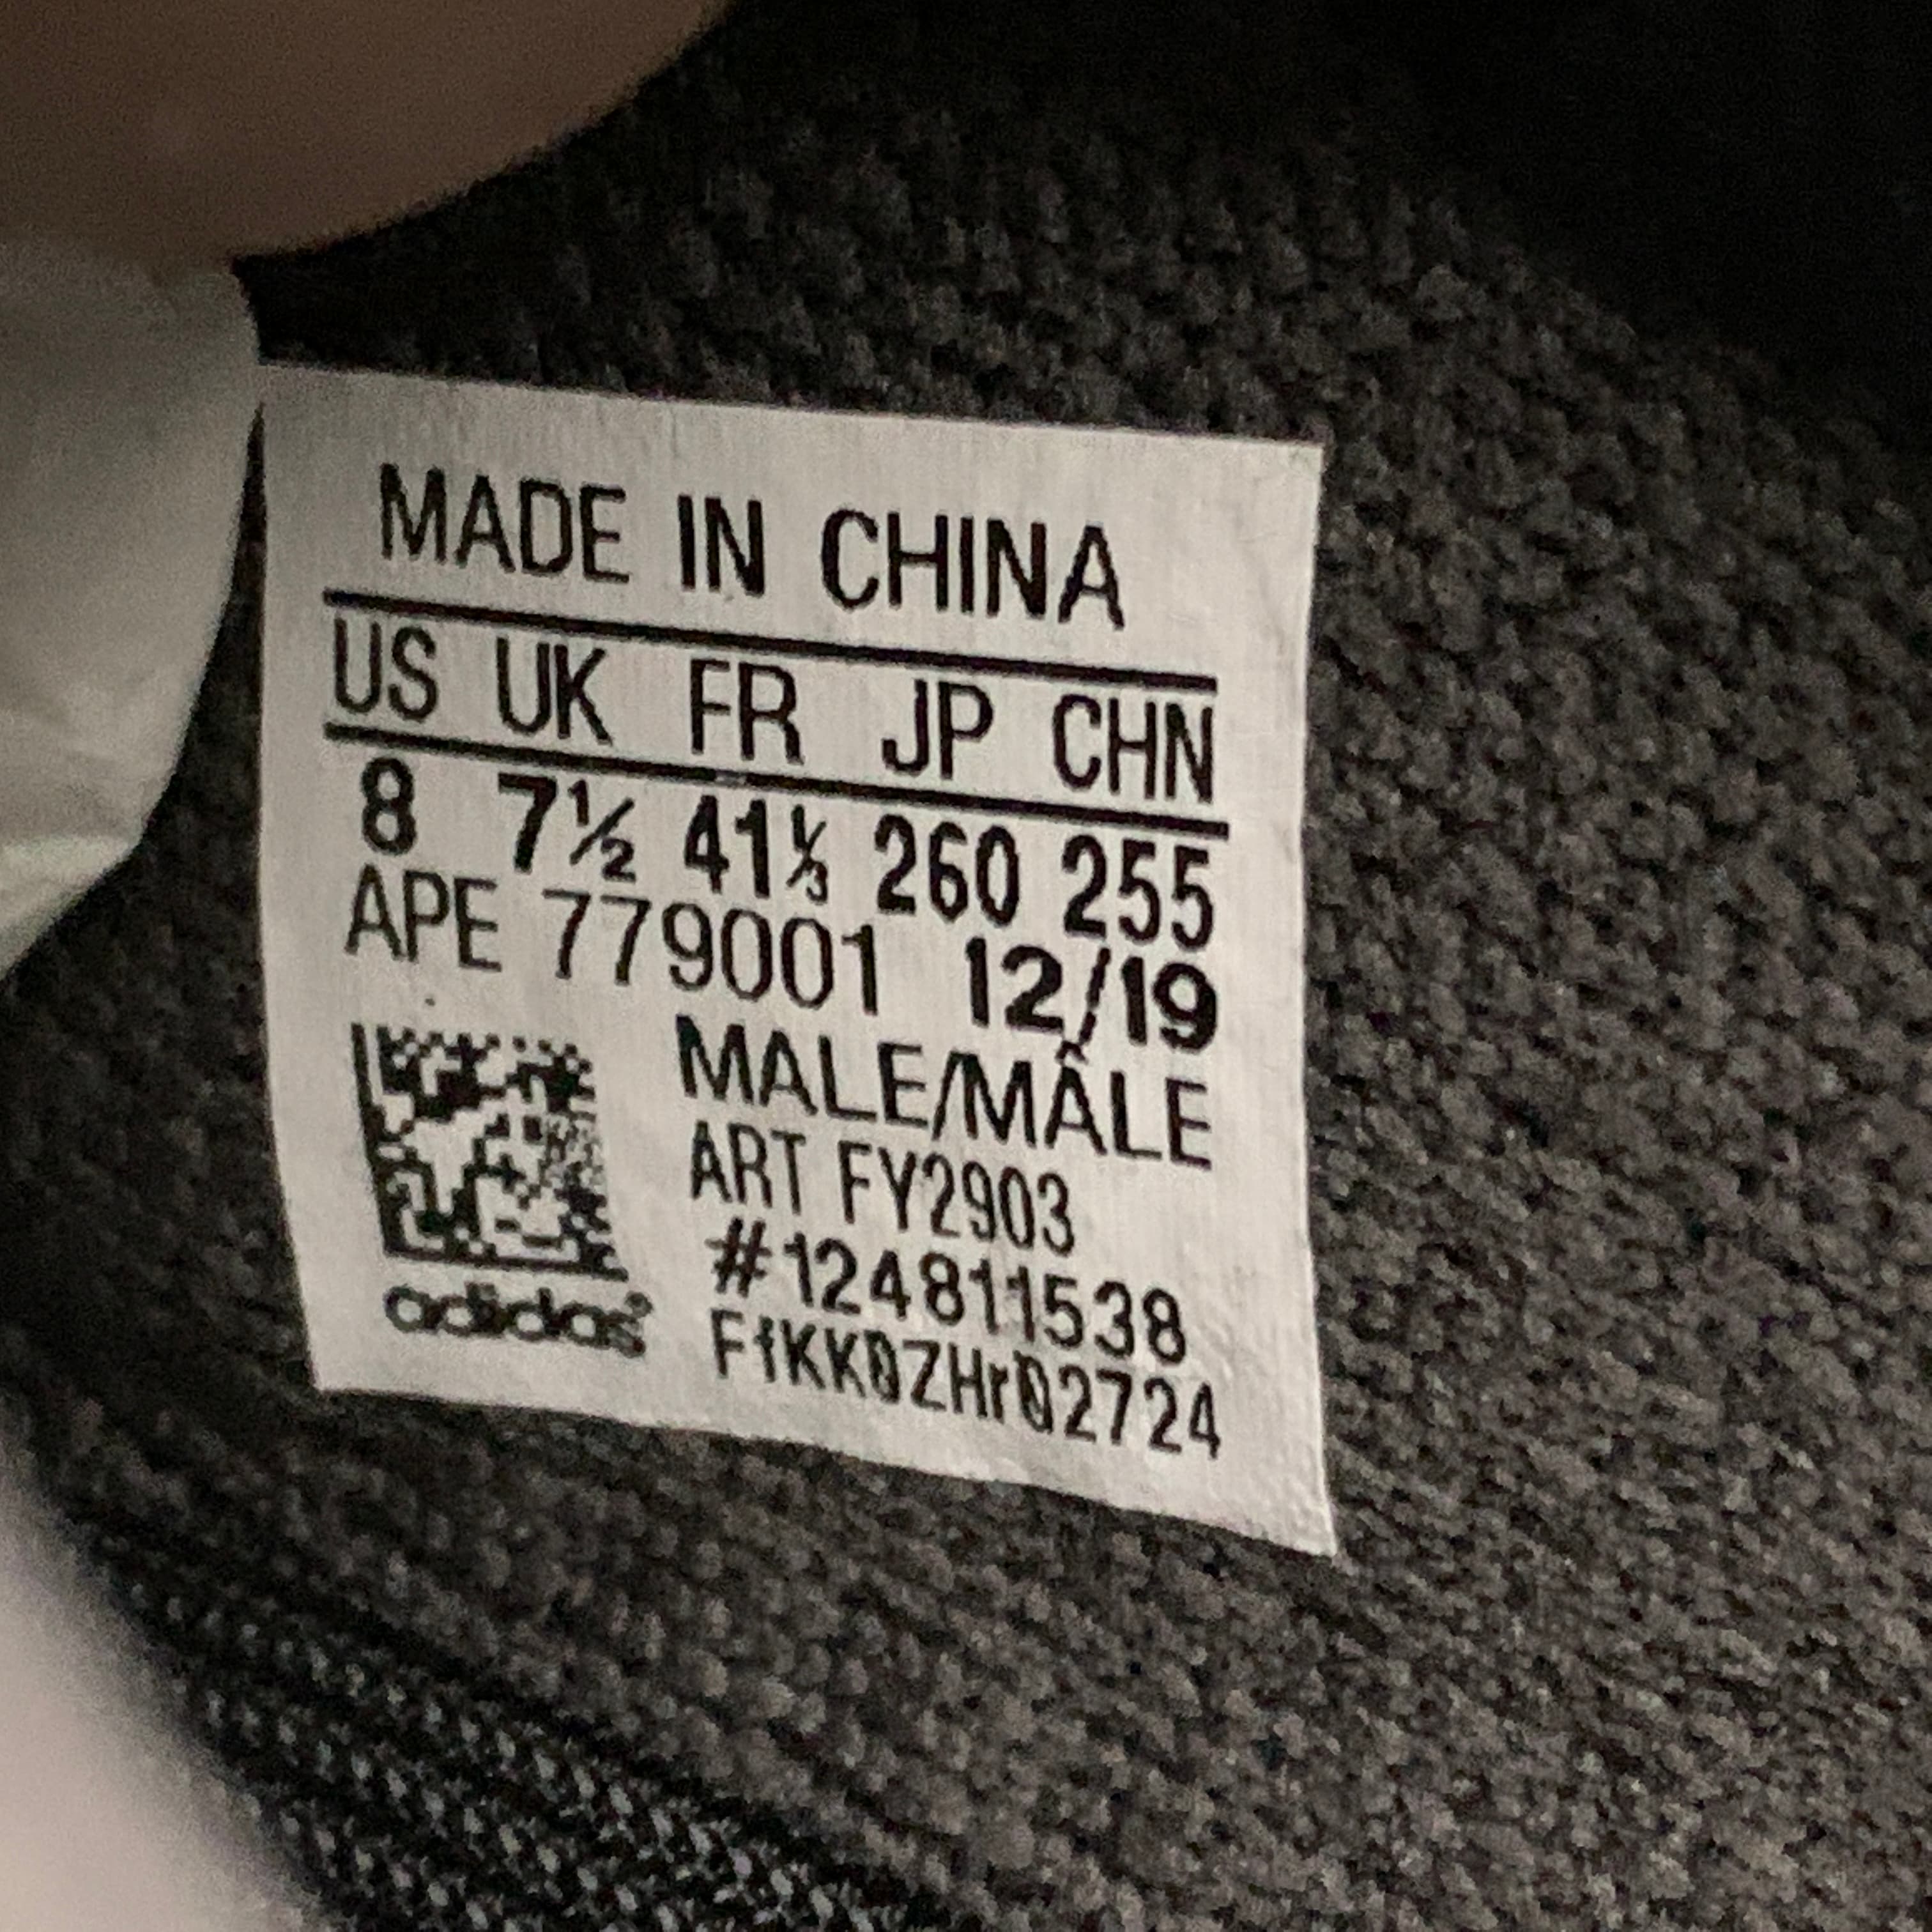 MADE IN CHINA
US UK FR JP CHN
8 7½ 41⅓ 260 255
APE 779001 12/19
MALE/MÂLE
ART FY2903
#124811538
adidas®
FfKK0ZHr02724